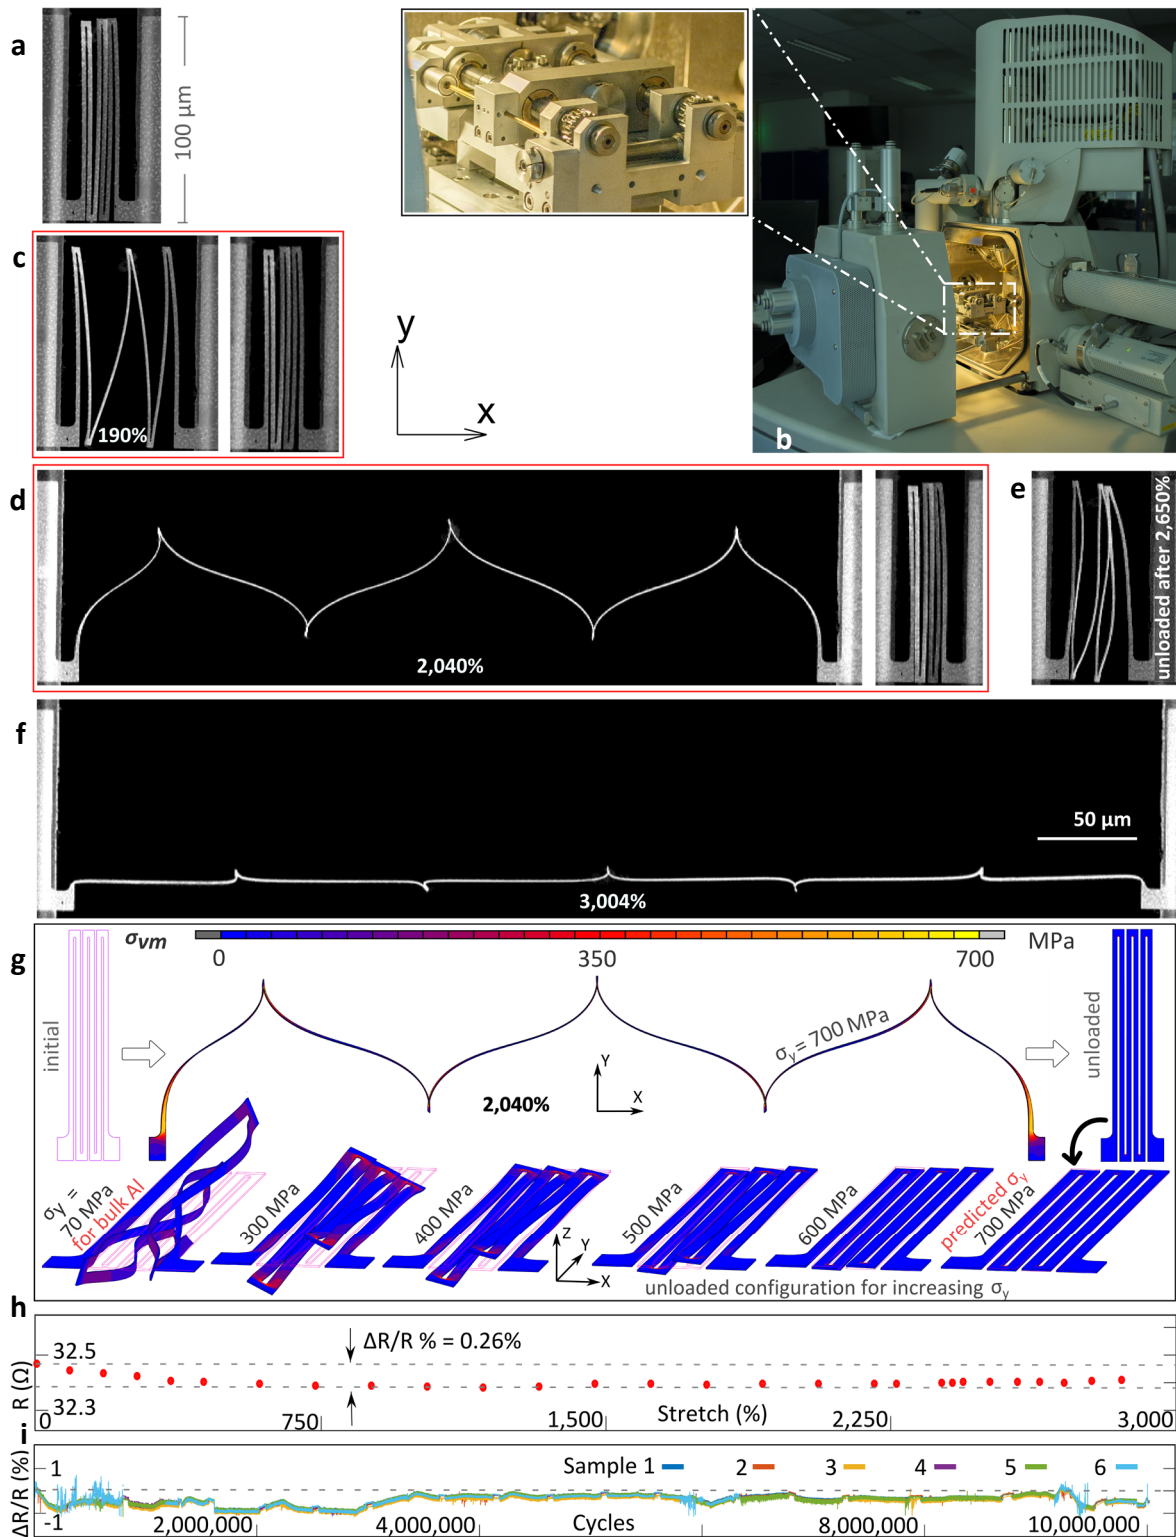 a
100 μm
b
c
190%
y
x
d
2,040%
e
unloaded after 2,650%
f
50 μm
3,004%
g
σvm
0
350
700
MPa
initial
σy = 700 MPa
unloaded
Y
X
2,040%
σy =
70 MPa
for bulk Al
300 MPa
400 MPa
500 MPa
600 MPa
predicted σy
700 MPa
Z
Y
X
unloaded configuration for increasing σy
h
R (Ω)
32.5
32.3
ΔR/R % = 0.26%
0
750
1,500
Stretch (%)
2,250
3,000
i
ΔR/R (%)
1
-1
Sample 1
2
3
4
5
6
2,000,000
4,000,000
Cycles
8,000,000
10,000,000